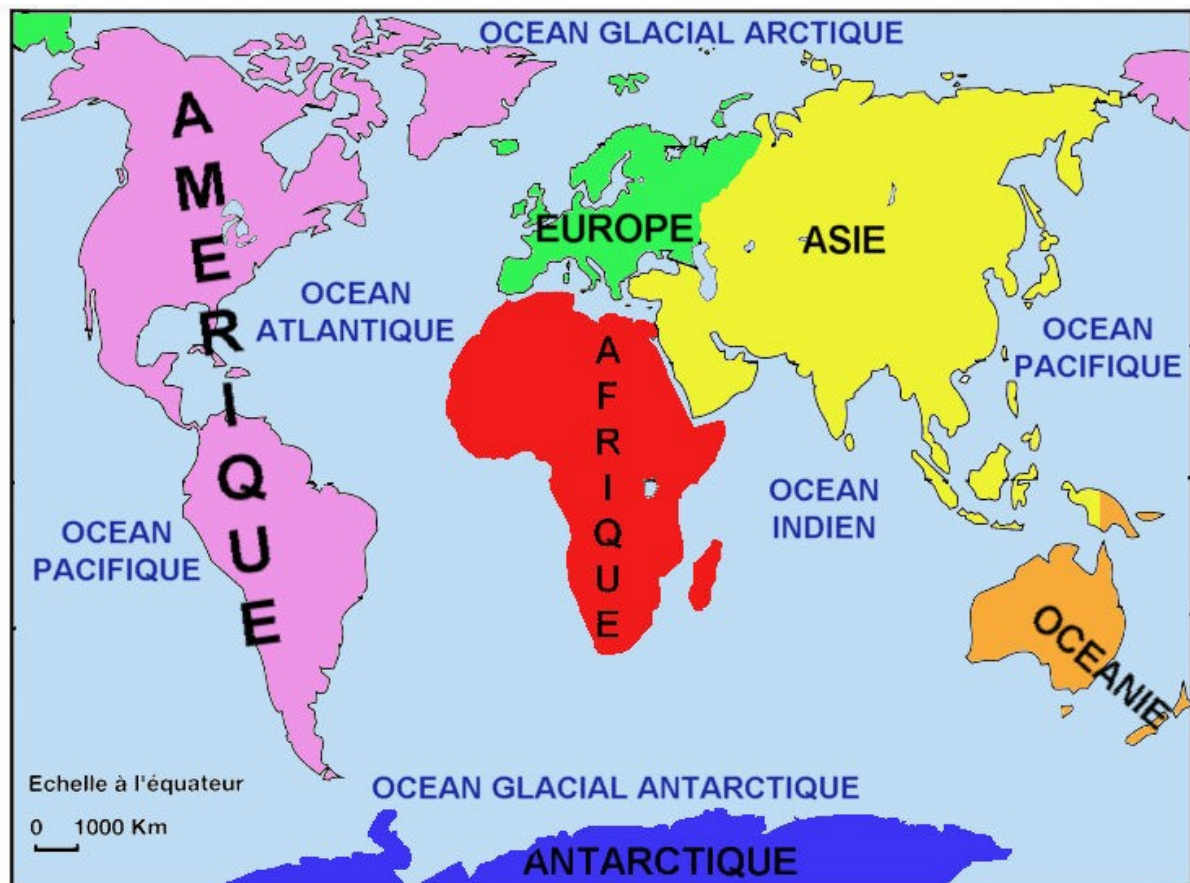 OCEAN GLACIAL ARCTIQUE
AMERIQUE
EUROPE
ASIE
OCEAN
ATLANTIQUE
AFRIQUE
OCEAN
PACIFIQUE
OCEAN
INDIEN
OCEAN
PACIFIQUE
OCEANIE
OCEAN GLACIAL ANTARCTIQUE
Echelle à l'équateur
0 1000 Km
ANTARCTIQUE